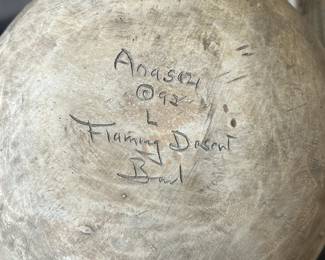 Anasazi
© 92
L
Flaming Desert
Bowl